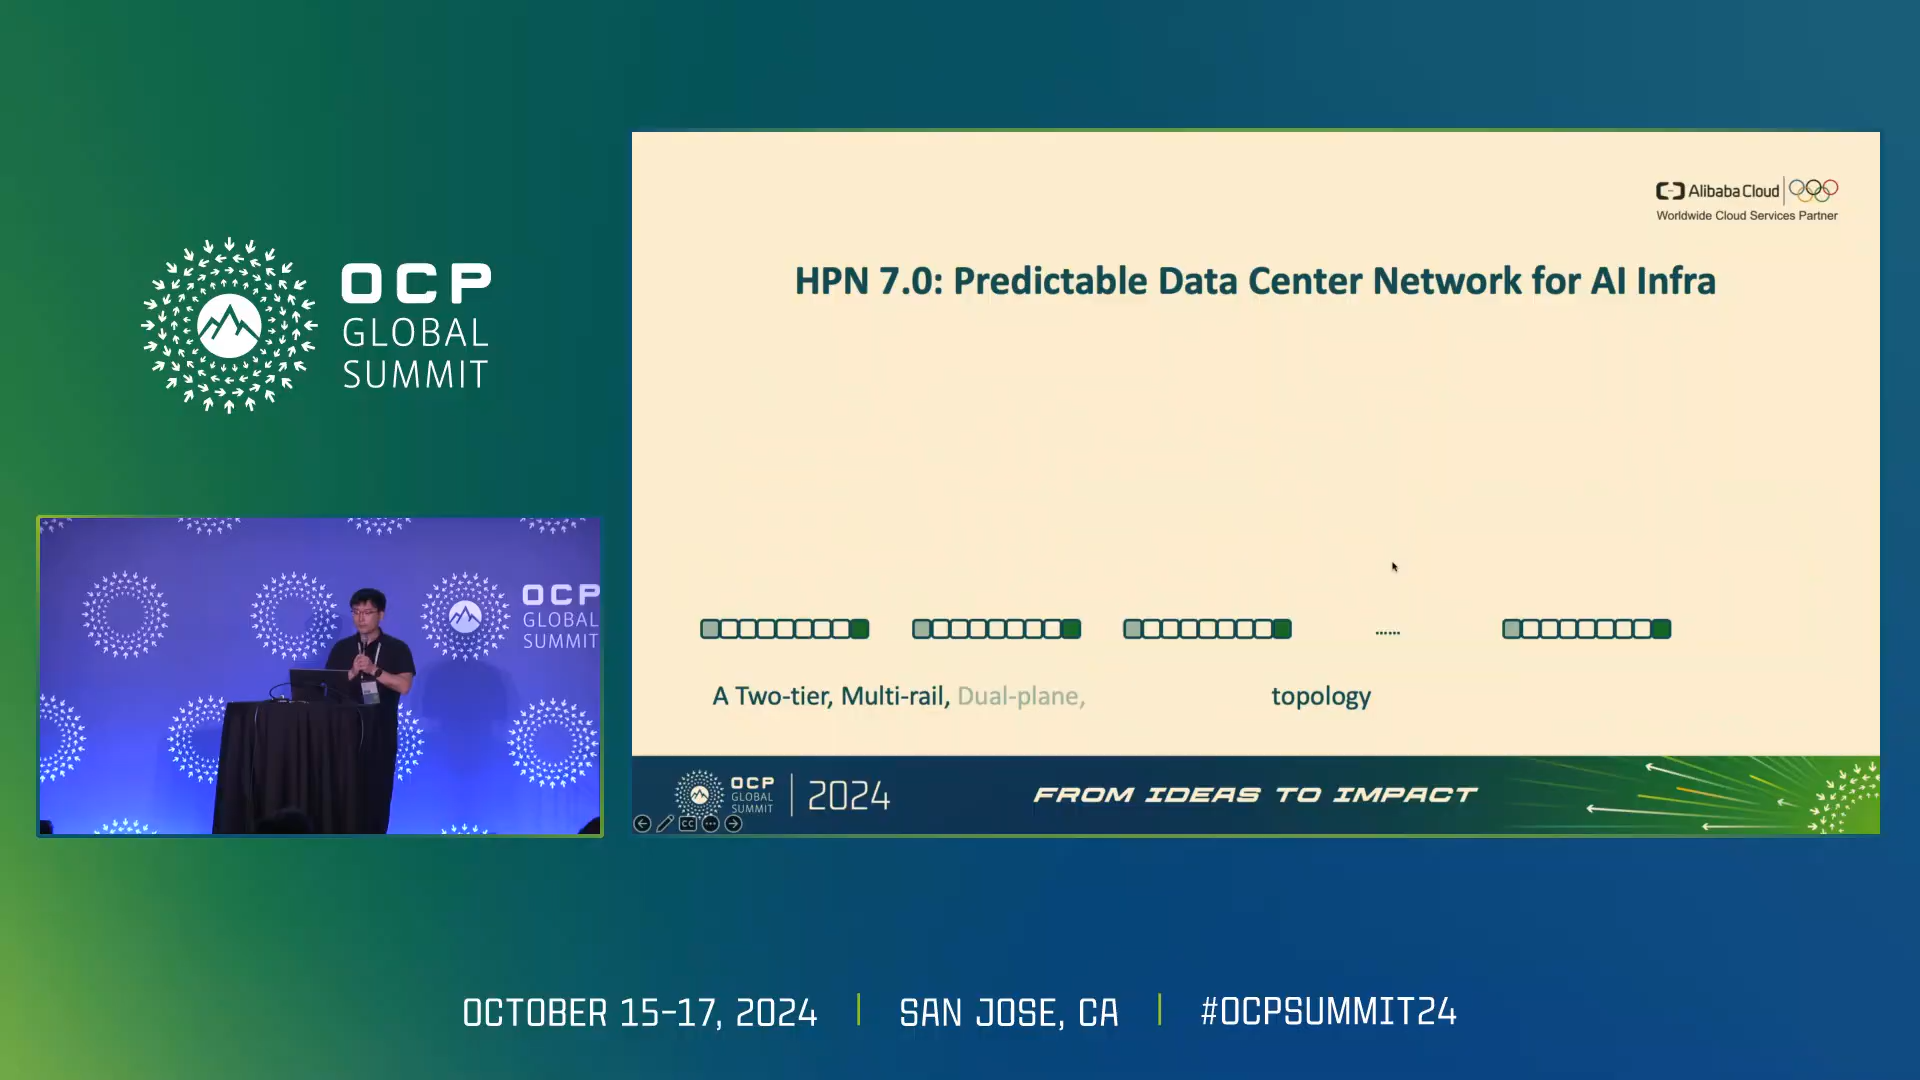 OCP
GLOBAL
SUMMIT
OCP
GLOBAL
SUMMIT
Alibaba Cloud
Worldwide Cloud Services Partner
HPN 7.0: Predictable Data Center Network for AI Infra
......
A Two-tier, Multi-rail, Dual-plane, topology
OCP
GLOBAL
SUMMIT
2024
FROM IDEAS TO IMPACT
CC
OCTOBER 15-17, 2024
SAN JOSE, CA
#OCPSUMMIT24